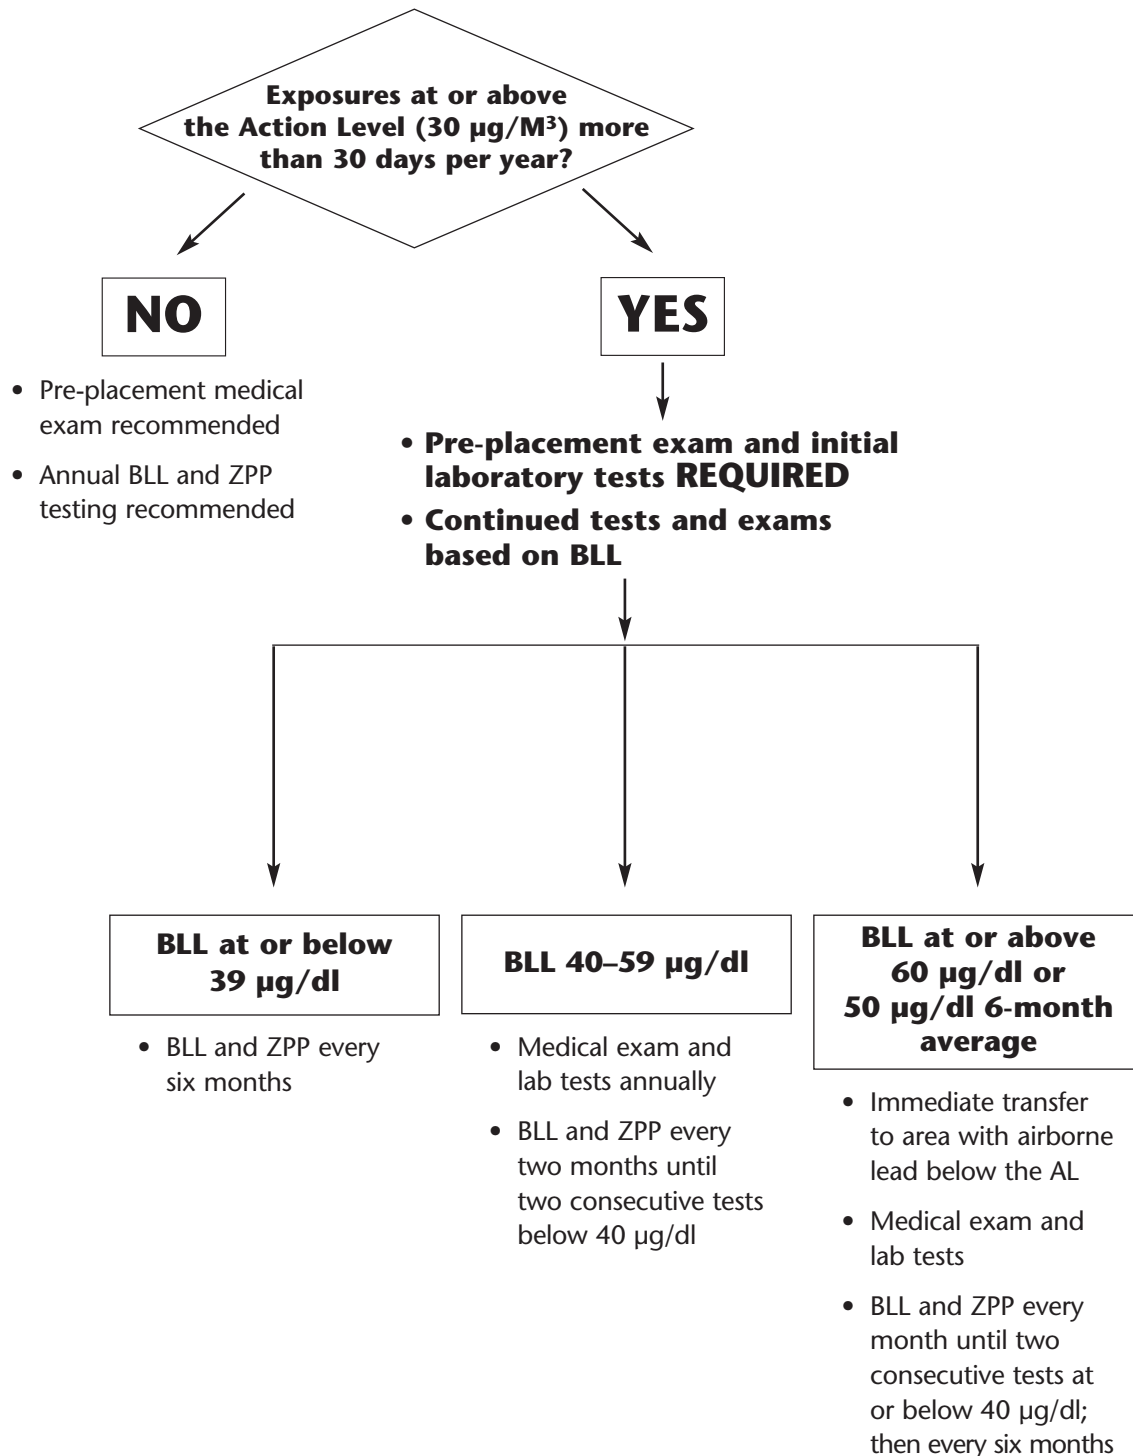 Exposures at or above
the Action Level (30 µg/M³) more
than 30 days per year?
NO
YES
• Pre-placement medical
exam recommended
• Annual BLL and ZPP
testing recommended
• Pre-placement exam and initial
laboratory tests REQUIRED
• Continued tests and exams
based on BLL
BLL at or below
39 µg/dl
• BLL and ZPP every
six months
BLL 40–59 µg/dl
• Medical exam and
lab tests annually
• BLL and ZPP every
two months until
two consecutive tests
below 40 µg/dl
BLL at or above
60 µg/dl or
50 µg/dl 6-month
average
• Immediate transfer
to area with airborne
lead below the AL
• Medical exam and
lab tests
• BLL and ZPP every
month until two
consecutive tests at
or below 40 µg/dl;
then every six months